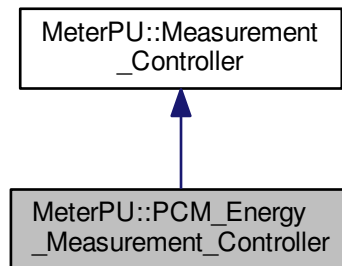 MeterPU::Measurement
_Controller
MeterPU::PCM_Energy
_Measurement_Controller